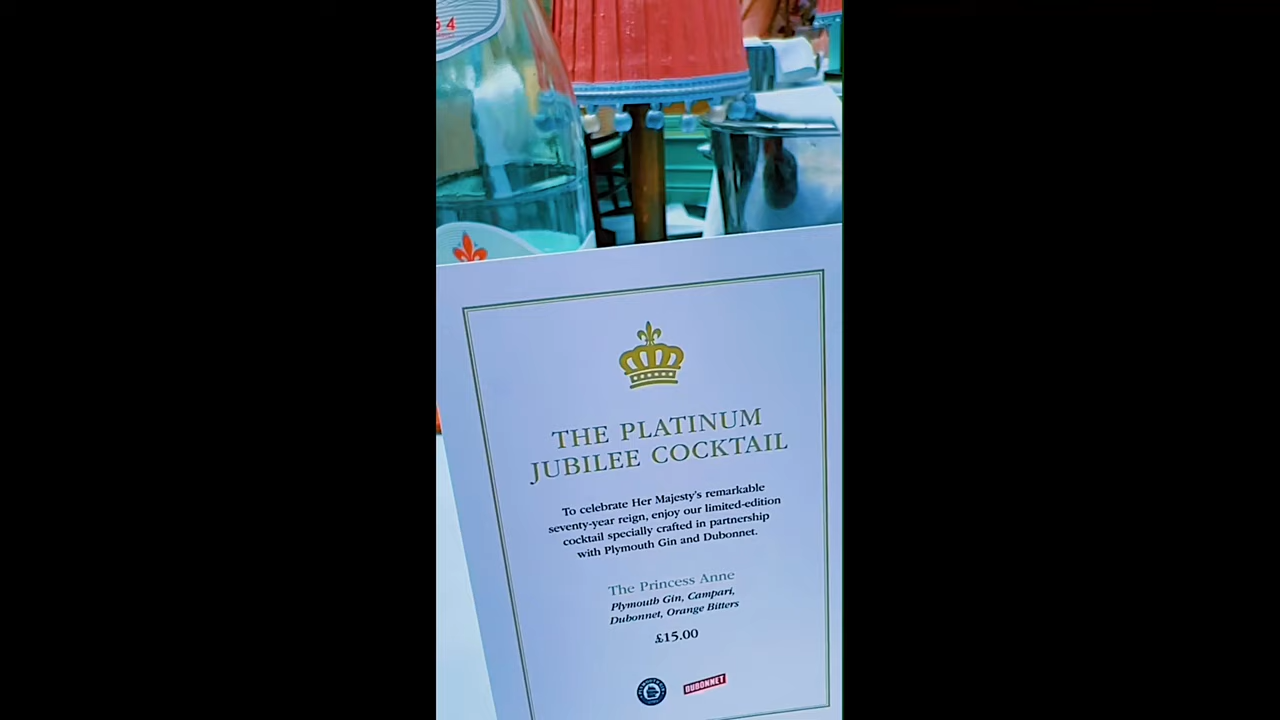 64
THE PLATINUM
JUBILEE COCKTAIL
To celebrate Her Majesty's remarkable
seventy-year reign, enjoy our limited-edition
cocktail specially crafted in partnership
with Plymouth Gin and Dubonnet.
The Princess Anne
Plymouth Gin, Campari,
Dubonnet, Orange Bitters
£15.00
DUBONNET